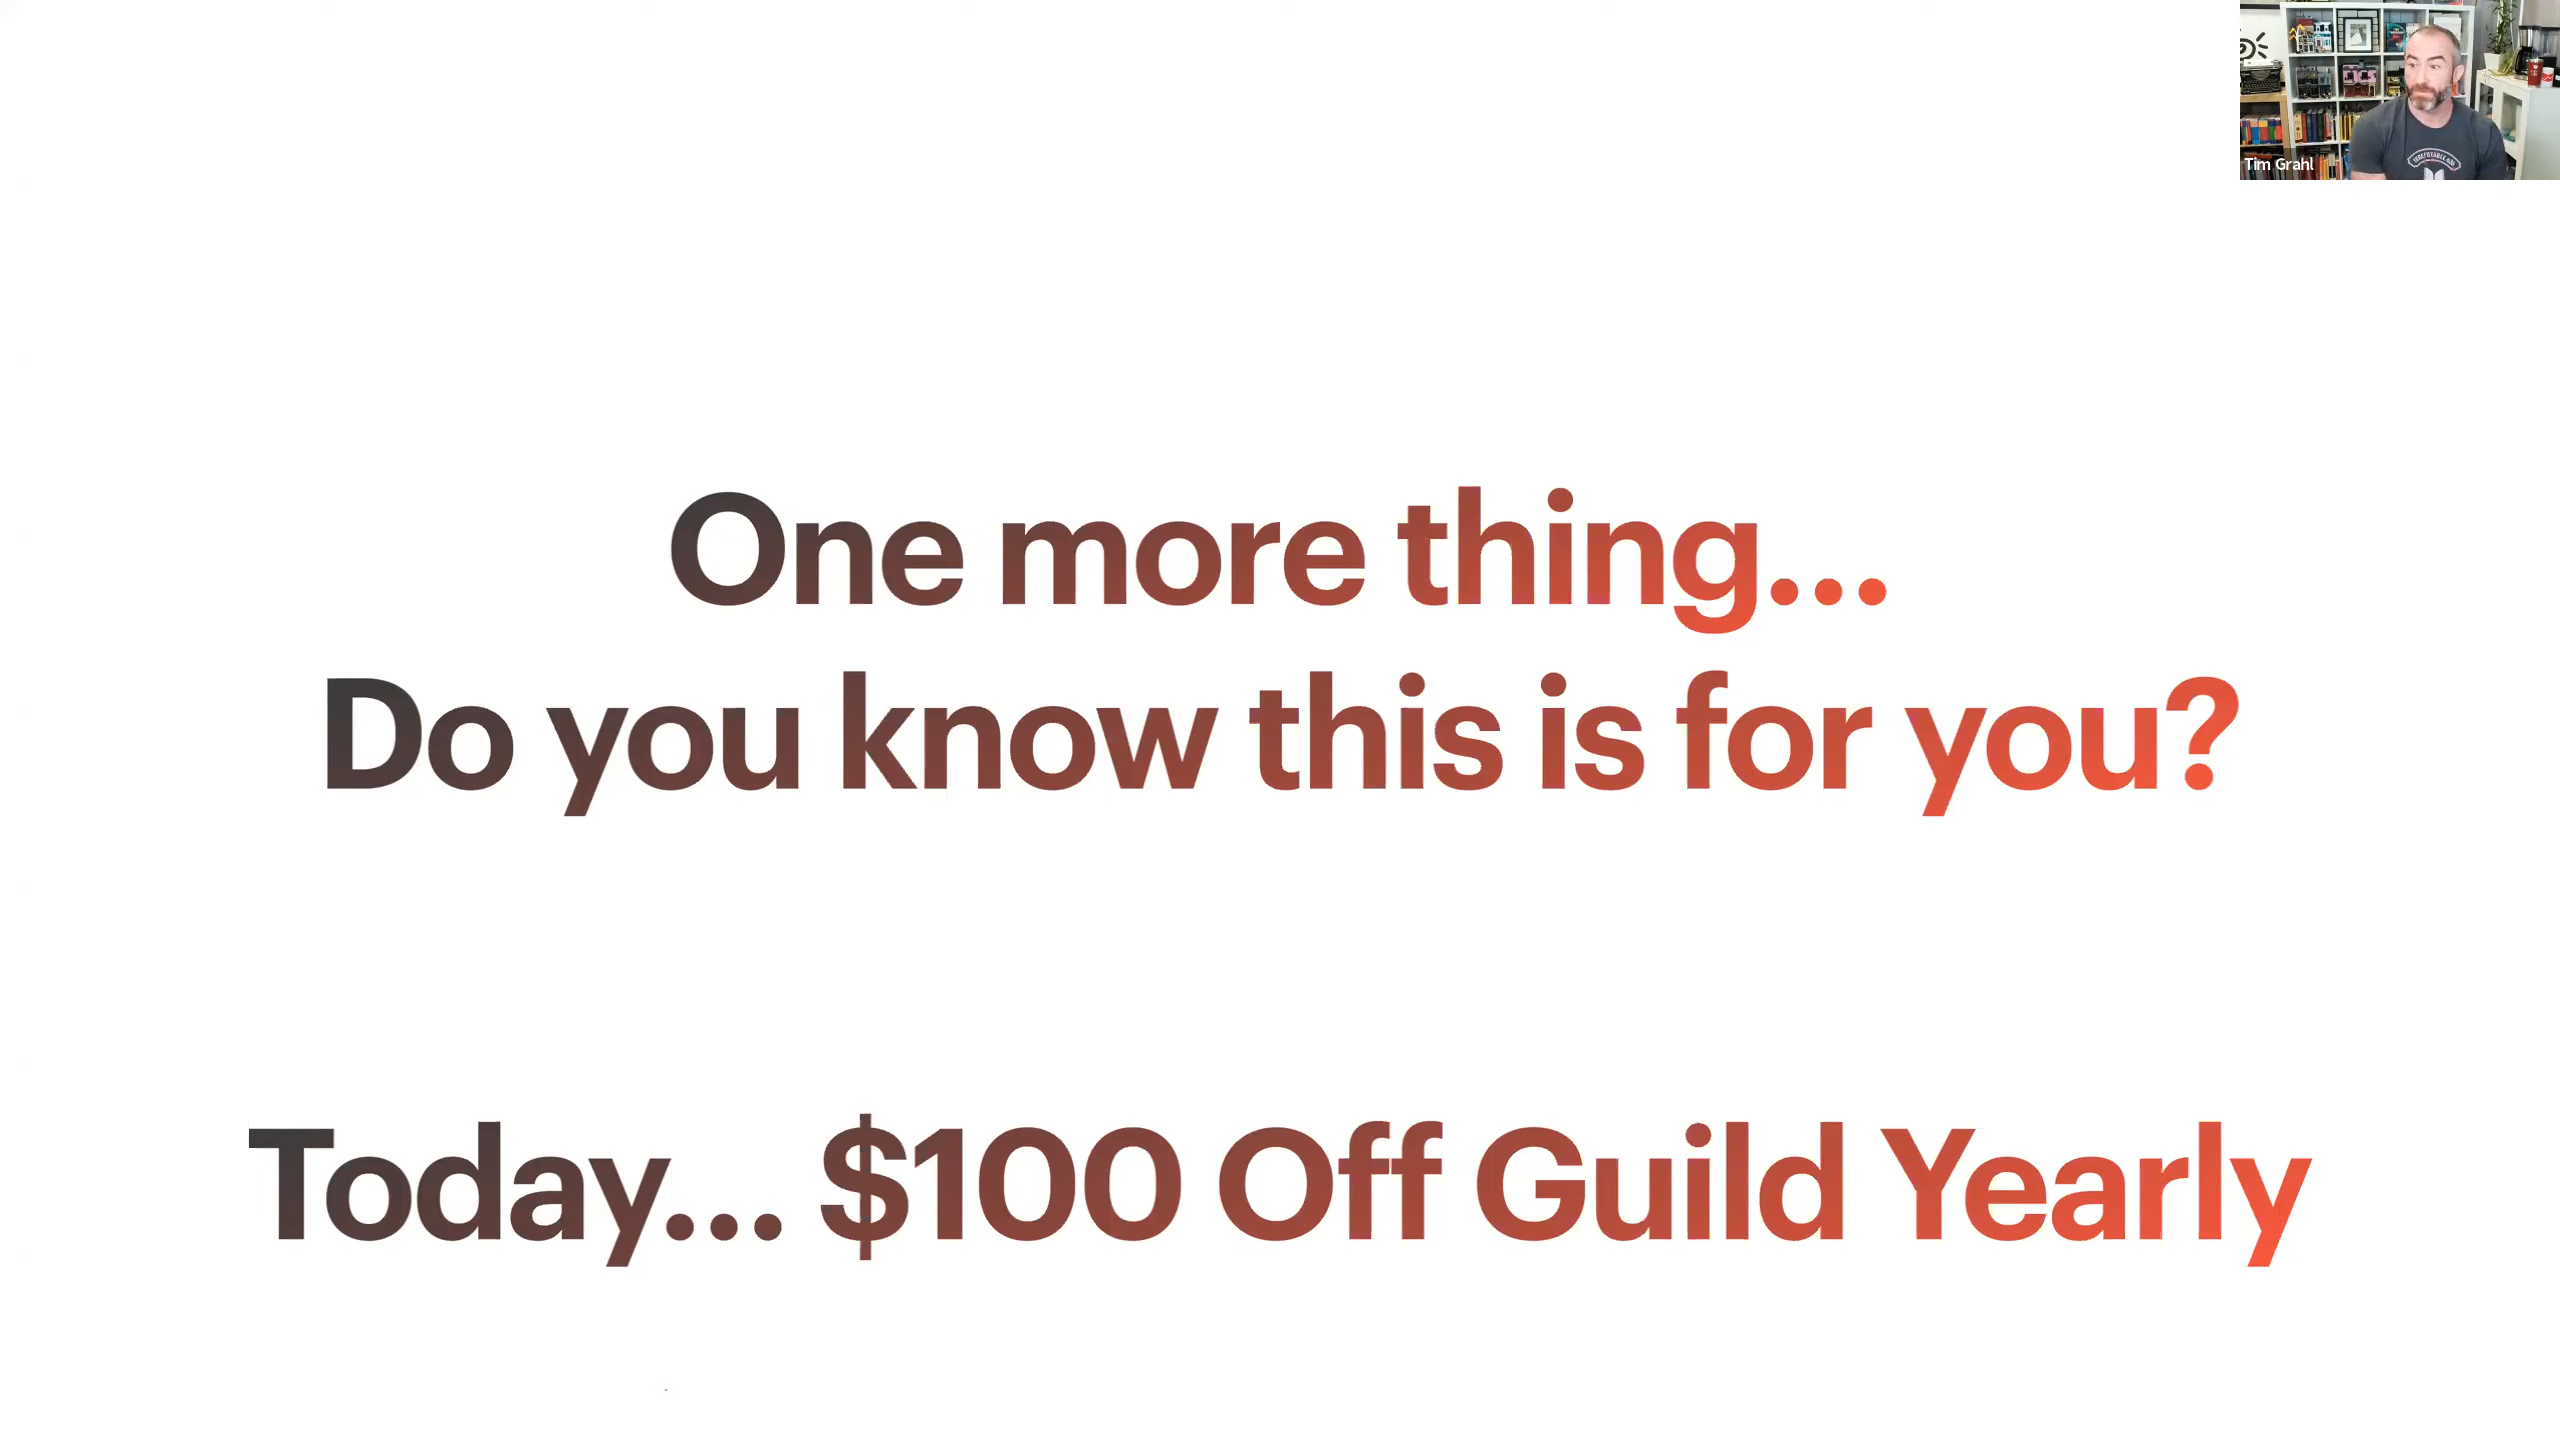 Tim Grahl
One more thing...
Do you know this is for you?
Today... $100 Off Guild Yearly